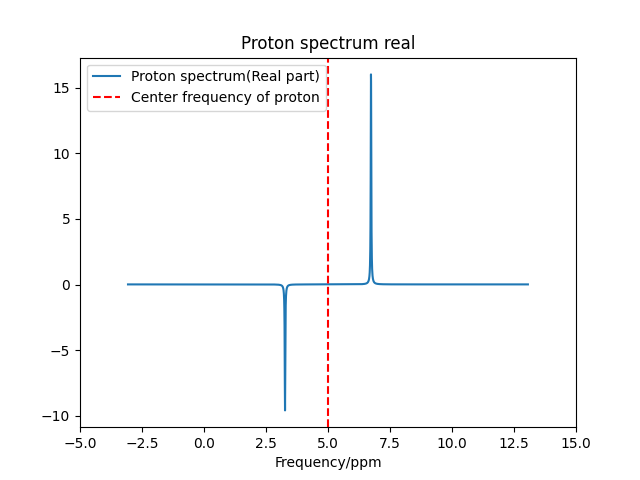 Proton spectrum real
Proton spectrum(Real part)
Center frequency of proton
15
10
5
0
−5
−10
−5.0 −2.5 0.0 2.5 5.0 7.5 10.0 12.5 15.0
Frequency/ppm